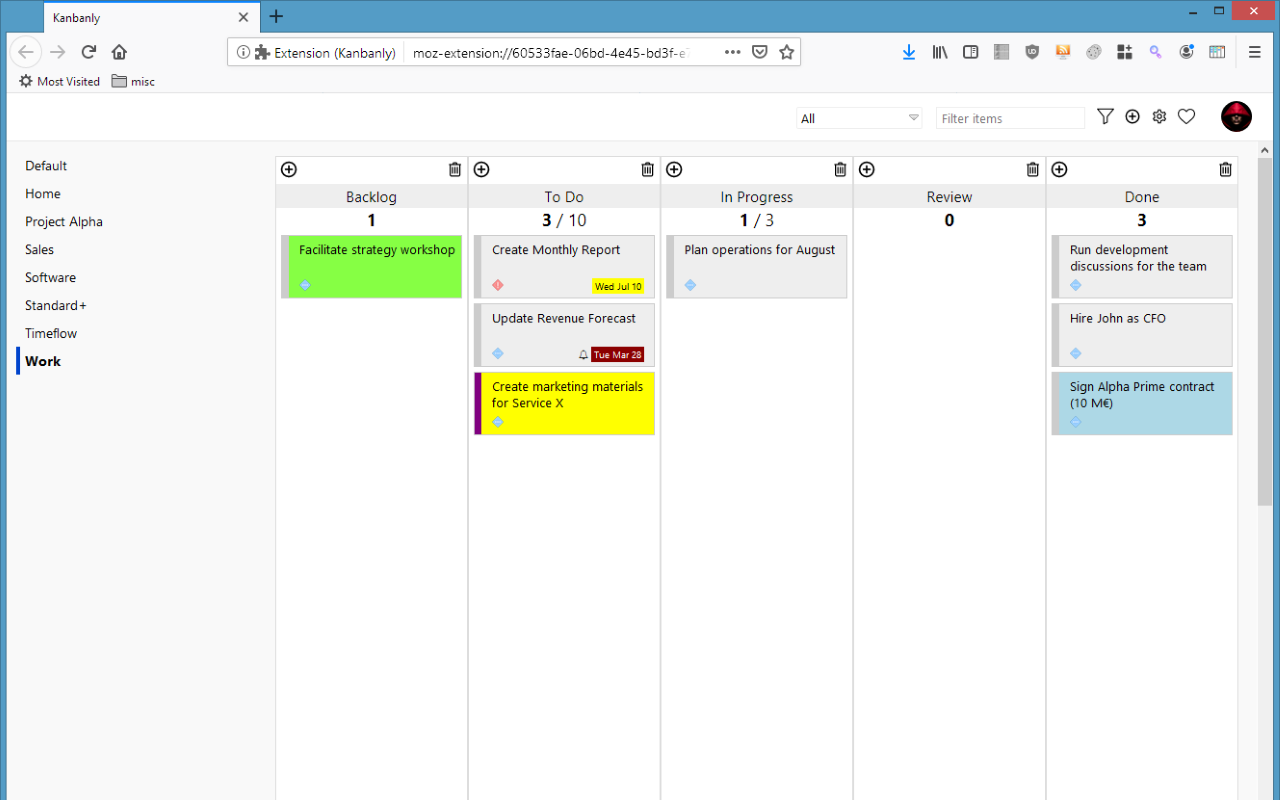 Kanbanly
Extension (Kanbanly)
moz-extension://60533fae-06bd-4e45-bd3f-e7
Most Visited
misc
All
Filter items
Default
Home
Project Alpha
Sales
Software
Standard+
Timeflow
Work
Backlog
1
Facilitate strategy workshop
To Do
3 / 10
Create Monthly Report
Wed Jul 10
Update Revenue Forecast
Tue Mar 28
Create marketing materials
for Service X
In Progress
1 / 3
Plan operations for August
Review
0
Done
3
Run development
discussions for the team
Hire John as CFO
Sign Alpha Prime contract
(10 M€)